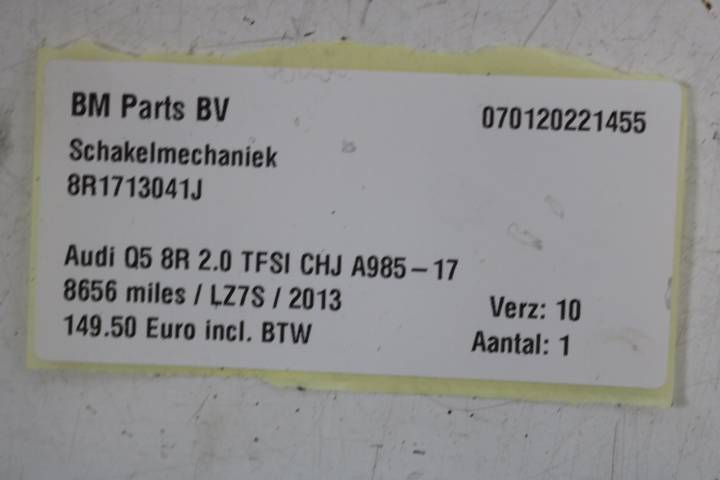 BM Parts BV
070120221455
Schakelmechaniek
8R1713041J
Audi Q5 8R 2.0 TFSI CHJ A985-17
8656 miles / LZ7S / 2013
Verz: 10
149.50 Euro incl. BTW
Aantal: 1